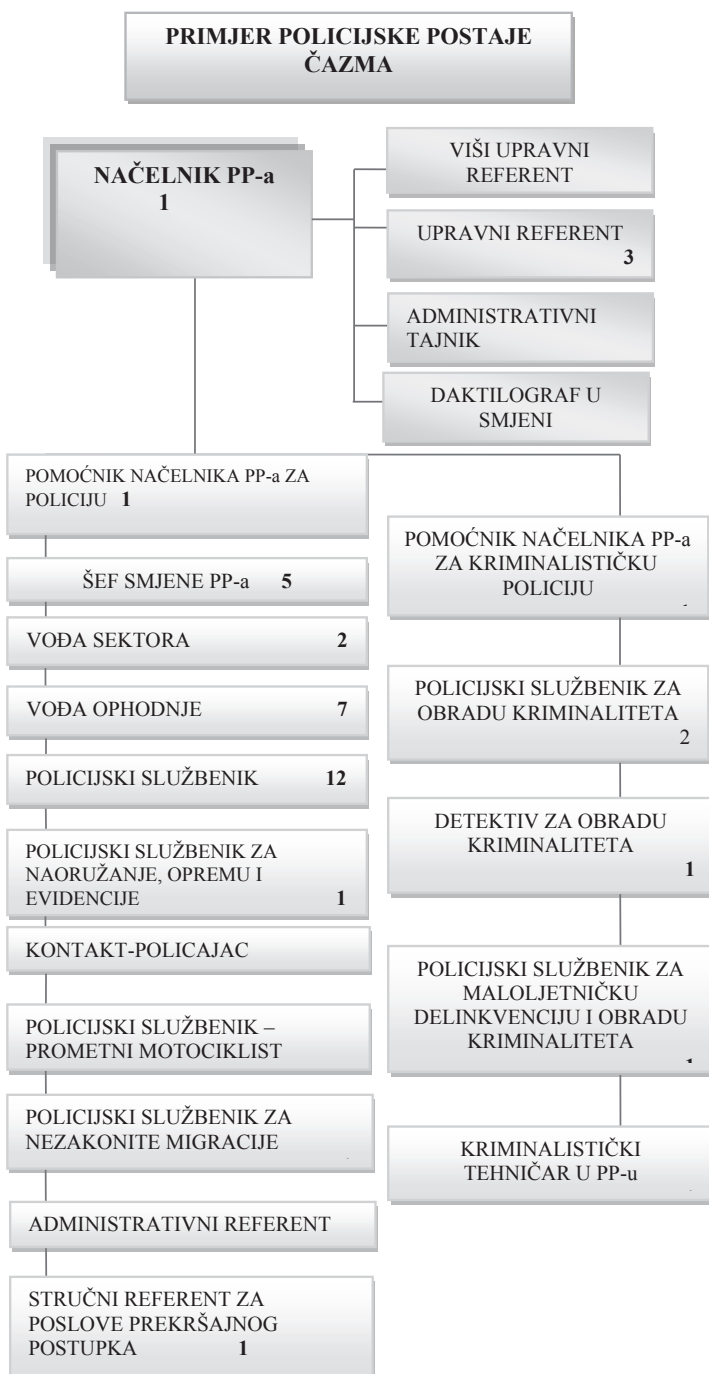 PRIMJER POLICIJSKE POSTAJE
ČAZMA
NAČELNIK PP-a
1
VIŠI UPRAVNI
REFERENT
UPRAVNI REFERENT
3
ADMINISTRATIVNI
TAJNIK
DAKTILOGRAF U
SMJENI
POMOĆNIK NAČELNIKA PP-a ZA
POLICIJU 1
ŠEF SMJENE PP-a 5
VOĐA SEKTORA 2
VOĐA OPHODNJE 7
POLICIJSKI SLUŽBENIK 12
POLICIJSKI SLUŽBENIK ZA
NAORUŽANJE, OPREMU I
EVIDENCIJE 1
KONTAKT-POLICAJAC
POLICIJSKI SLUŽBENIK –
PROMETNI MOTOCIKLIST
POLICIJSKI SLUŽBENIK ZA
NEZAKONITE MIGRACIJE
ADMINISTRATIVNI REFERENT
STRUČNI REFERENT ZA
POSLOVE PREKRŠAJNOG
POSTUPKA 1
POMOĆNIK NAČELNIKA PP-a
ZA KRIMINALISTIČKU
POLICIJU
POLICIJSKI SLUŽBENIK ZA
OBRADU KRIMINALITETA
2
DETEKTIV ZA OBRADU
KRIMINALITETA
1
POLICIJSKI SLUŽBENIK ZA
MALOLJETNIČKU
DELINKVENCIJU I OBRADU
KRIMINALITETA
KRIMINALISTIČKI
TEHNIČAR U PP-u